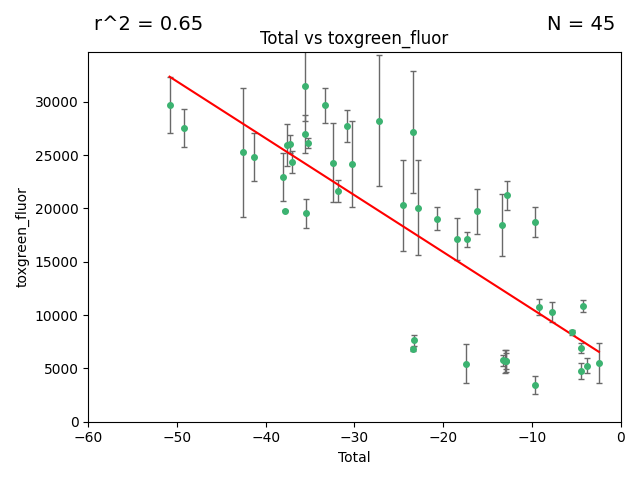 r^2 = 0.65
N = 45
Total vs toxgreen_fluor
30000
25000
20000
15000
10000
5000
0
toxgreen_fluor
−60
−50
−40
−30
−20
−10
0
Total